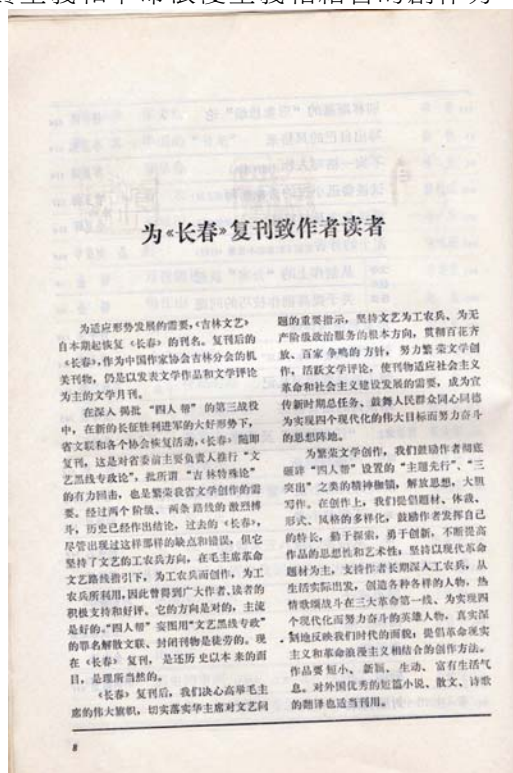 为《长春》复刊致作者读者
为适应形势发展的需要，《吉林文艺》
自本期起恢复《长春》的刊名。复刊后的
《长春》，作为中国作家协会吉林分会的机
关刊物，仍是以发表文学作品和文学评论
为主的文学月刊。
在深入揭批“四人帮”的第三战役
中，在新的长征胜利进军的大好形势下，
省文联和各个协会恢复活动，《长春》随即
复刊，这是对省委前主要负责人推行“文
艺黑线专政论”，批所谓“吉林特殊论”
的有力回击，也是繁荣我省文学创作的需
要。经过两个阶级、两条路线的激烈搏
斗，历史已经作出结论，过去的《长春》，
尽管出现过这样那样的缺点和错误，但它
坚持了文艺的工农兵方向，在毛主席革命
文艺路线指引下，为工农兵而创作，为工
农兵所利用，因此曾得到广大作者、读者的
积极支持和好评。它的方向是对的，主流
是好的。“四人帮”妄图用“文艺黑线专政”
的罪名解散文联、封闭刊物是徒劳的。现
在《长春》复刊，是还历史以本来的面
目，是理所当然的。
《长春》复刊后，我们决心高举毛主
席的伟大旗帜，切实落实华主席对文艺问
题的重要指示，坚持文艺为工农兵、为无
产阶级政治服务的根本方向，贯彻百花齐
放、百家争鸣的方针，努力繁荣文学创
作，活跃文学评论，使刊物适应社会主义
革命和社会主义建设发展的需要，成为宣
传新时期总任务、鼓舞人民群众同心同德
为实现四个现代化的伟大目标而努力奋斗
的思想阵地。
为繁荣文学创作，我们鼓励作者彻底
砸碎“四人帮”设置的“主题先行”、“三
突出”之类的精神枷锁，解放思想，大胆
写作。在创作上，我们提倡题材、体裁、
形式、风格的多样化，鼓励作者发挥自己
的特长，勤于探索，勇于创新，不断提高
作品的思想性和艺术性；坚持以现代革命
题材为主，支持作者长期深入工农兵，从
生活实际出发，创造各种各样的人物，热
情歌颂战斗在三大革命第一线、为实现四
个现代化而努力奋斗的英雄人物，真实深
刻地反映我们时代的面貌；提倡革命现实
主义和革命浪漫主义相结合的创作方法。
作品要短小、新颖、生动、富有生活气
息。对外国优秀的短篇小说、散文、诗歌
的翻译也适当刊用。
8